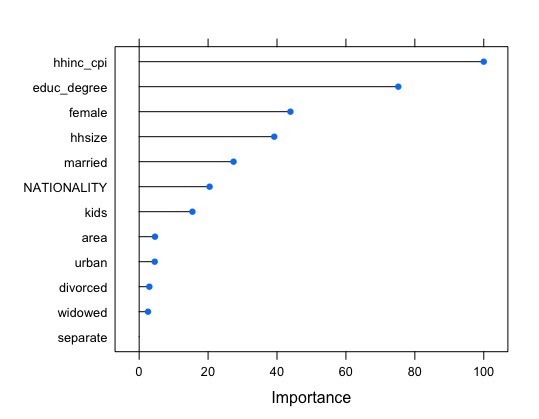 hhinc_cpi
educ_degree
female
hhsize
married
NATIONALITY
kids
area
urban
divorced
widowed
separate
0 20 40 60 80 100
Importance